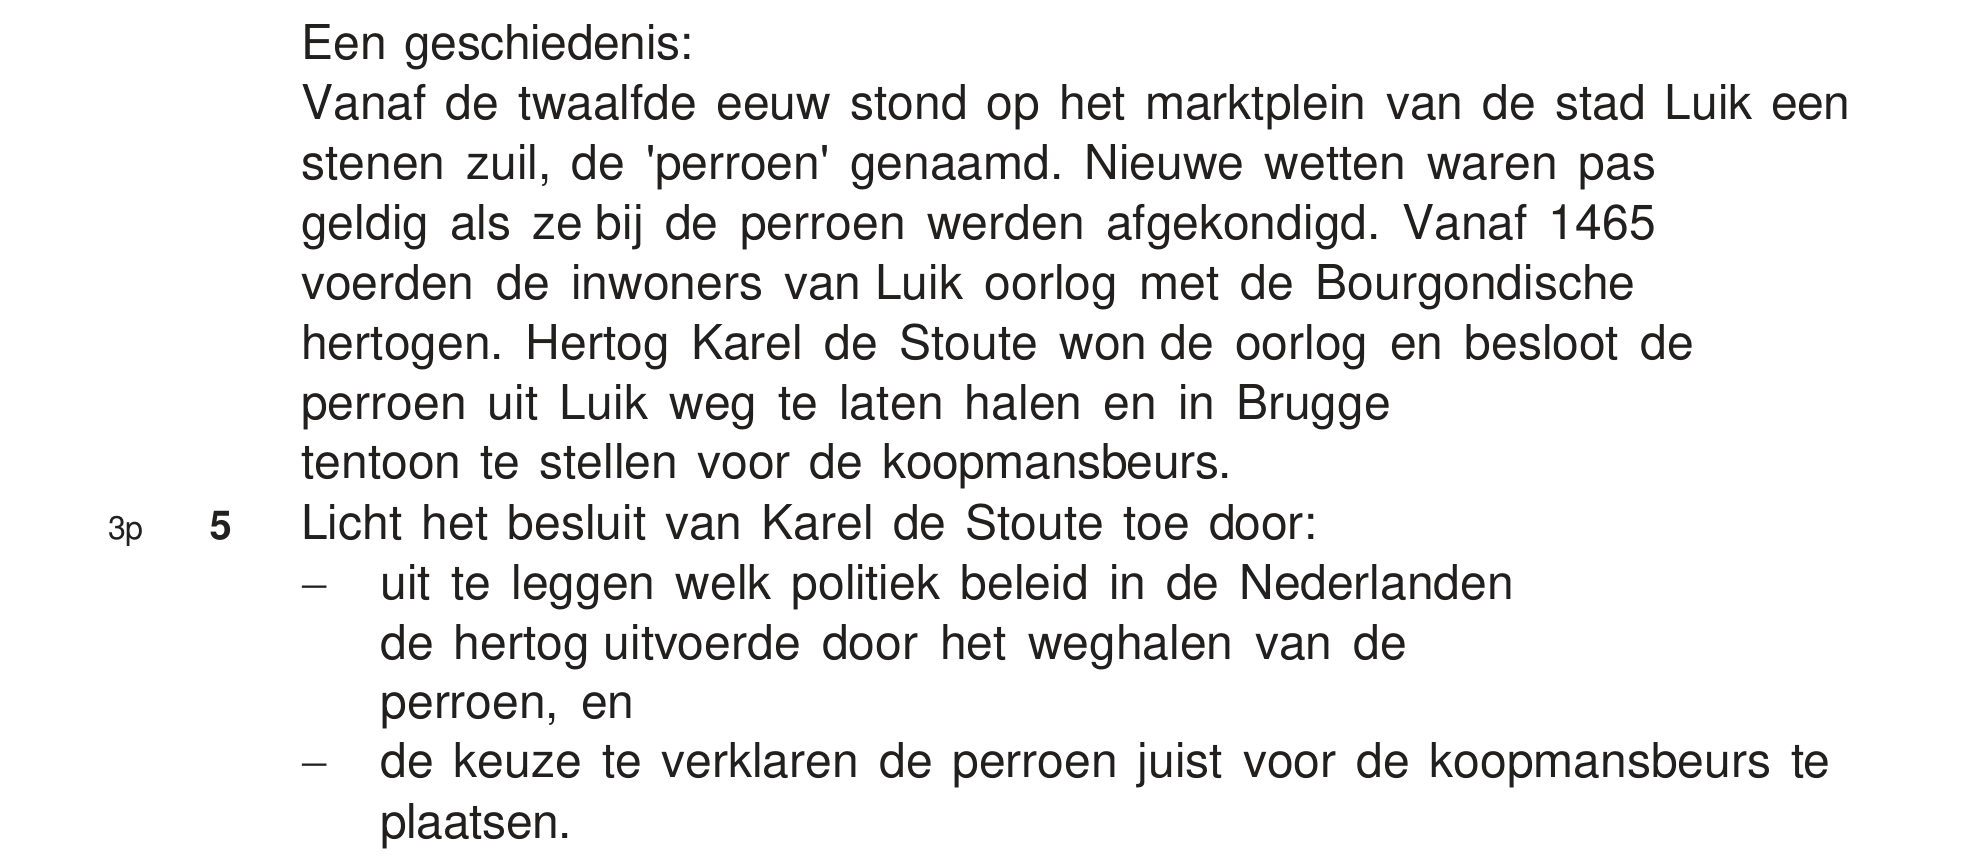 Een geschiedenis:
Vanaf de twaalfde eeuw stond op het marktplein van de stad Luik een
stenen zuil, de 'perroen' genaamd. Nieuwe wetten waren pas
geldig als ze bij de perroen werden afgekondigd. Vanaf 1465
voerden de inwoners van Luik oorlog met de Bourgondische
hertogen. Hertog Karel de Stoute won de oorlog en besloot de
perroen uit Luik weg te laten halen en in Brugge
tentoon te stellen voor de koopmansbeurs.
3p 5 Licht het besluit van Karel de Stoute toe door:
– uit te leggen welk politiek beleid in de Nederlanden
de hertog uitvoerde door het weghalen van de
perroen, en
– de keuze te verklaren de perroen juist voor de koopmansbeurs te
plaatsen.